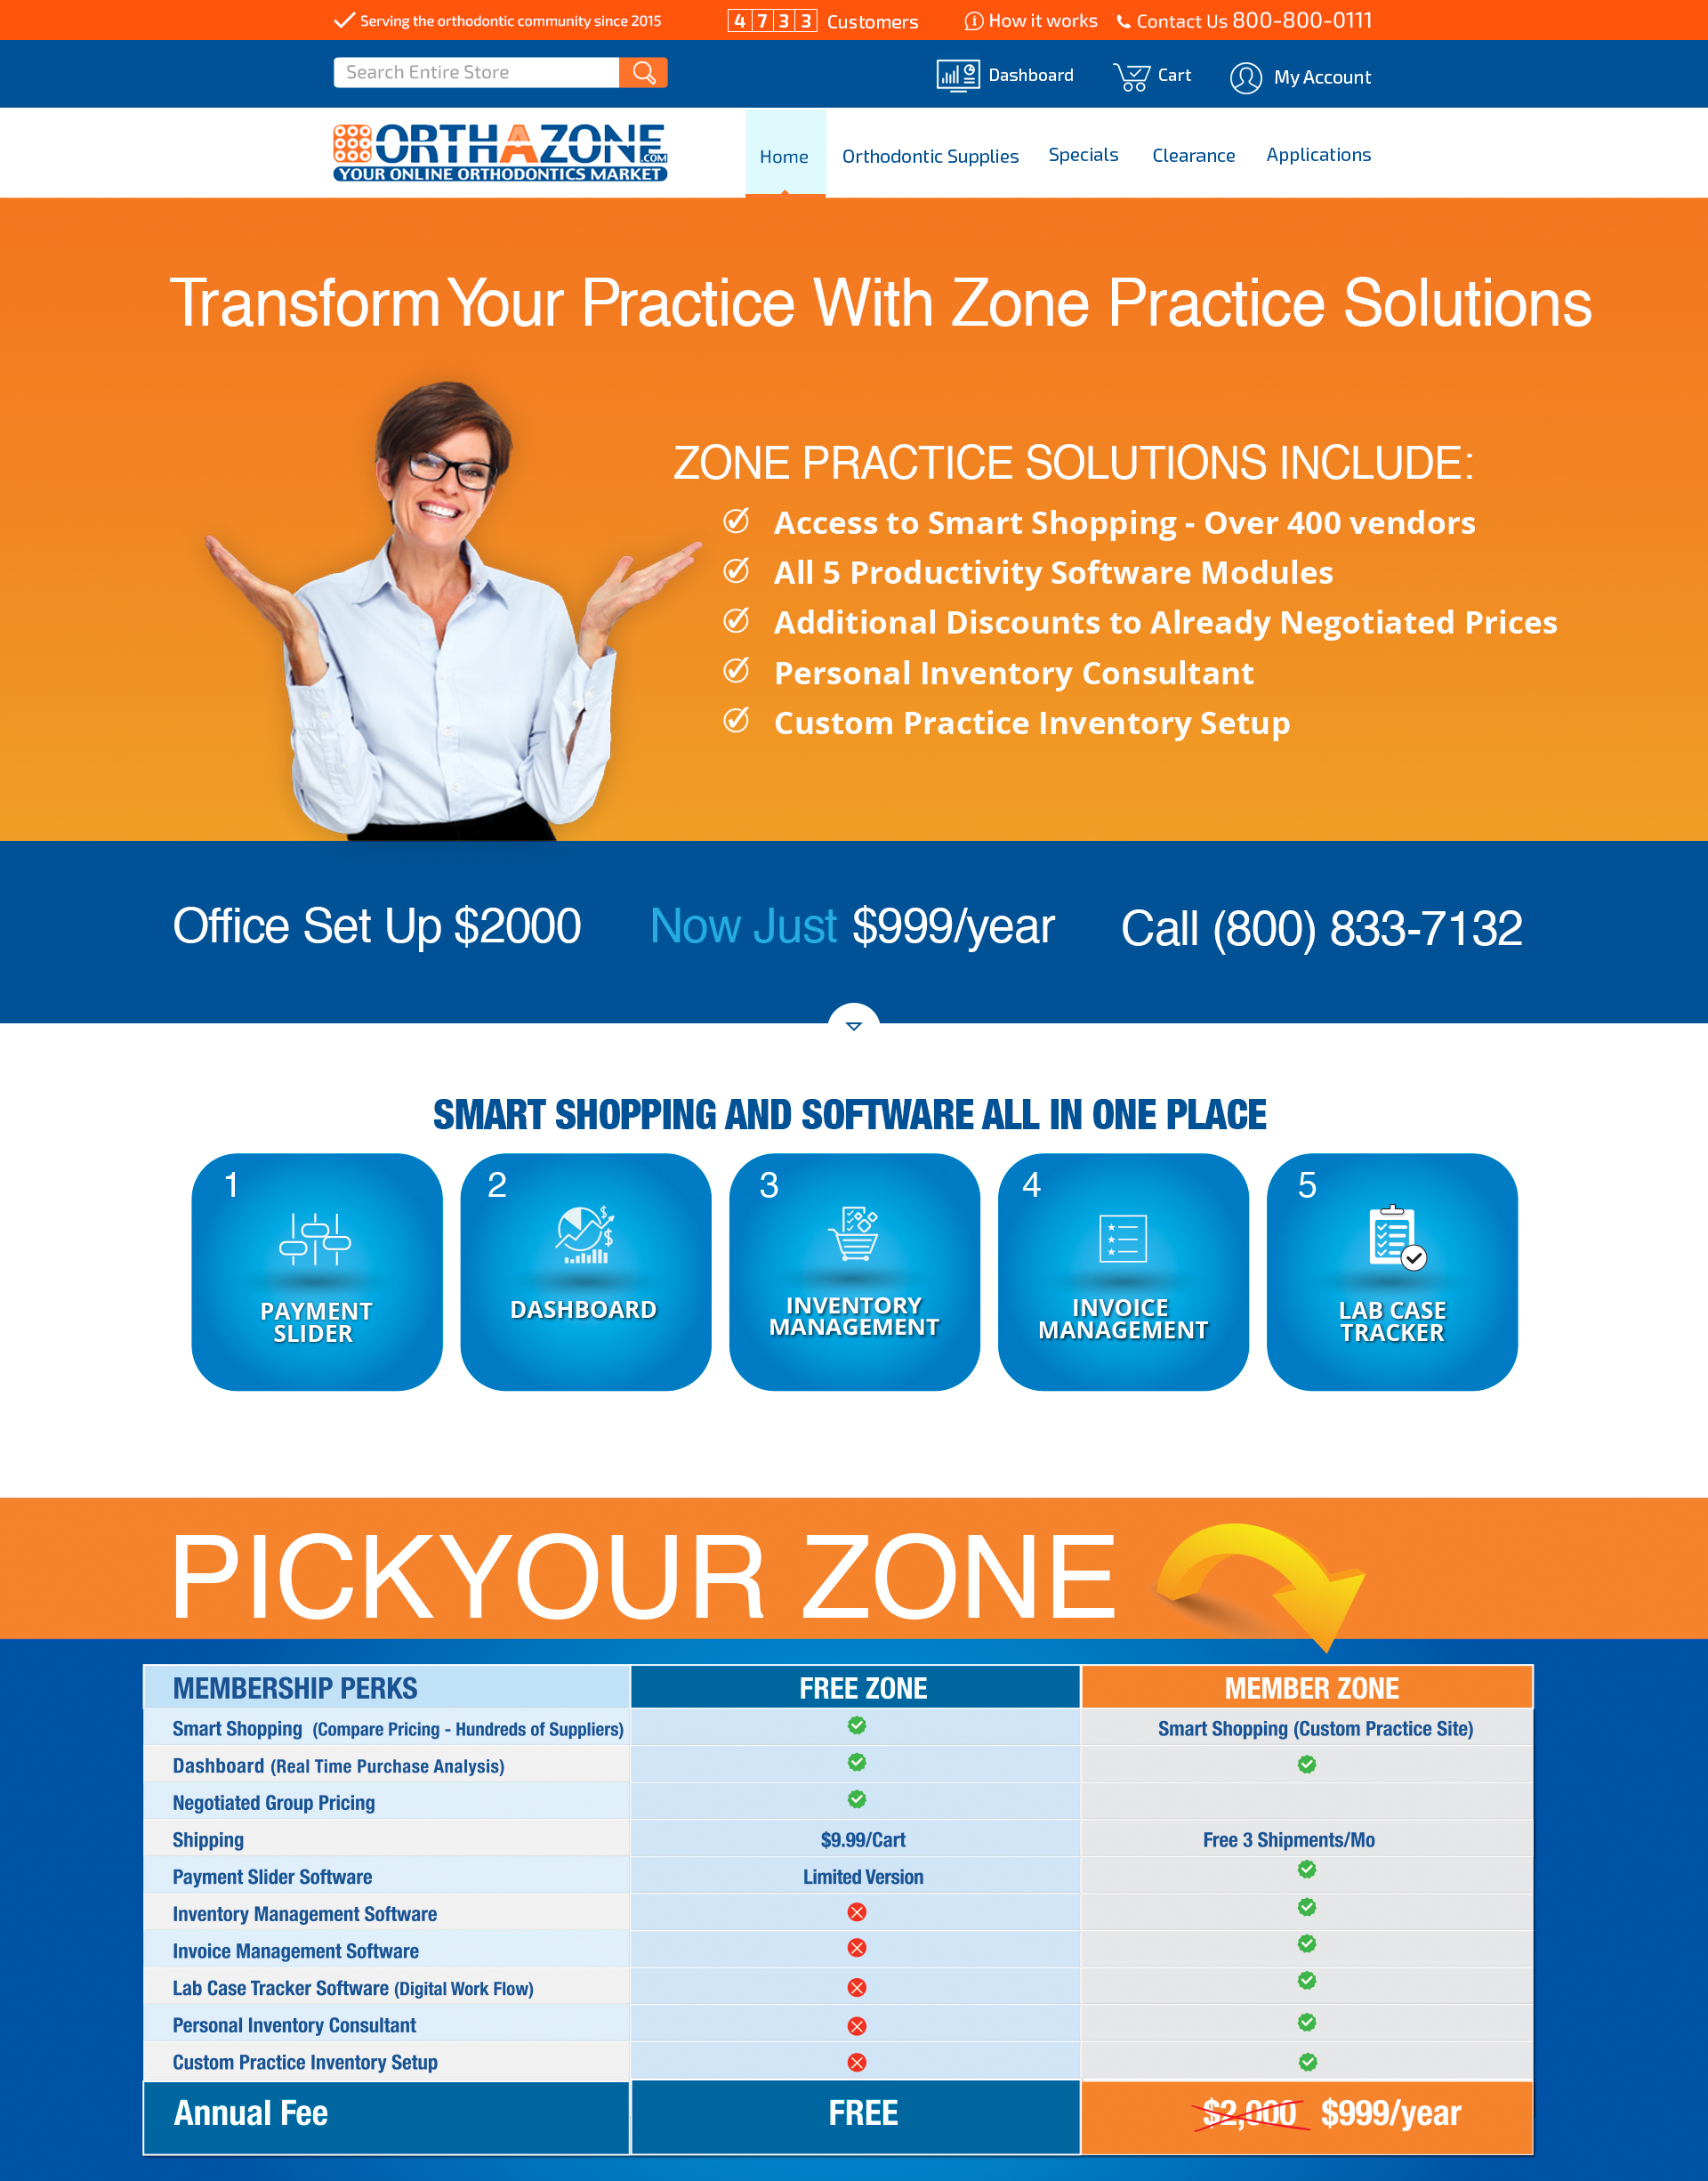 Serving the orthodontic community since 2015
4 7 3 3 Customers
How it works
Contact Us 800-800-0111
Search Entire Store
Dashboard
Cart
My Account
ORTHAZONE
.COM
YOUR ONLINE ORTHODONTICS MARKET
Home
Orthodontic Supplies
Specials
Clearance
Applications
Transform Your Practice With Zone Practice Solutions
ZONE PRACTICE SOLUTIONS INCLUDE:
Access to Smart Shopping - Over 400 vendors
All 5 Productivity Software Modules
Additional Discounts to Already Negotiated Prices
Personal Inventory Consultant
Custom Practice Inventory Setup
Office Set Up $2000
Now Just $999/year
Call (800) 833-7132
SMART SHOPPING AND SOFTWARE ALL IN ONE PLACE
1
PAYMENT
SLIDER
2
DASHBOARD
3
INVENTORY
MANAGEMENT
4
INVOICE
MANAGEMENT
5
LAB CASE
TRACKER
PICK YOUR ZONE
MEMBERSHIP PERKS
FREE ZONE
MEMBER ZONE
Smart Shopping (Compare Pricing - Hundreds of Suppliers)
Smart Shopping (Custom Practice Site)
Dashboard (Real Time Purchase Analysis)
Negotiated Group Pricing
Shipping
$9.99/Cart
Free 3 Shipments/Mo
Payment Slider Software
Limited Version
Inventory Management Software
Invoice Management Software
Lab Case Tracker Software (Digital Work Flow)
Personal Inventory Consultant
Custom Practice Inventory Setup
Annual Fee
FREE
$2,000 $999/year